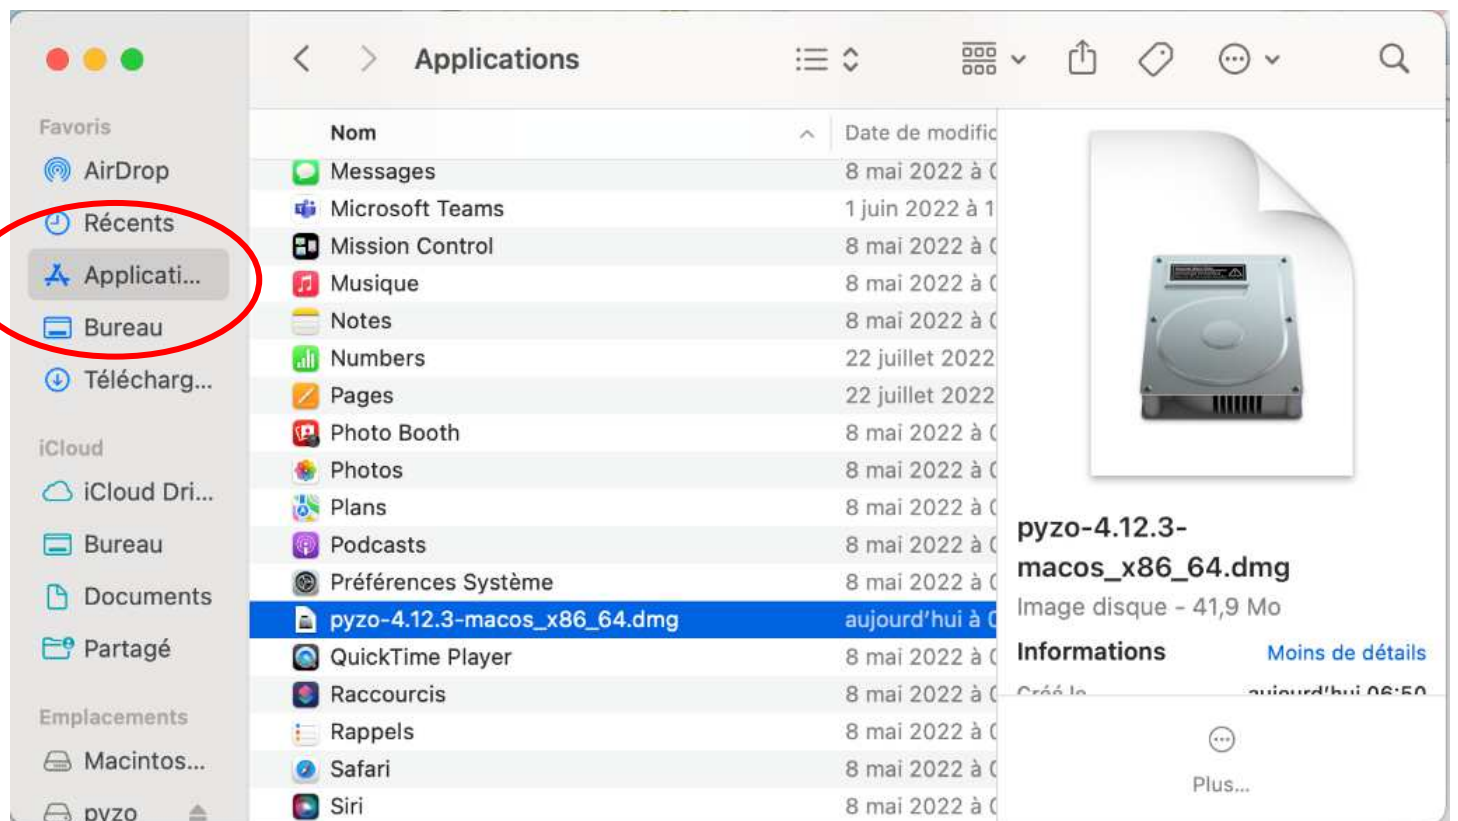 Applications
Favoris
AirDrop
Récents
Applicati...
Bureau
Télécharg...
iCloud
iCloud Dri...
Bureau
Documents
Partagé
Emplacements
Macintos...
pyzo
Nom Date de modific
Messages 8 mai 2022 à
Microsoft Teams 1 juin 2022 à 1
Mission Control 8 mai 2022 à
Musique 8 mai 2022 à
Notes 8 mai 2022 à
Numbers 22 juillet 2022
Pages 22 juillet 2022
Photo Booth 8 mai 2022 à
Photos 8 mai 2022 à
Plans 8 mai 2022 à
Podcasts 8 mai 2022 à
Préférences Système 8 mai 2022 à
pyzo-4.12.3-macos_x86_64.dmg aujourd'hui à
QuickTime Player 8 mai 2022 à
Raccourcis 8 mai 2022 à
Rappels 8 mai 2022 à
Safari 8 mai 2022 à
Siri 8 mai 2022 à
pyzo-4.12.3-
macos_x86_64.dmg
Image disque - 41,9 Mo
Informations Moins de détails
Créé le aujourd'hui 06:50
Plus...